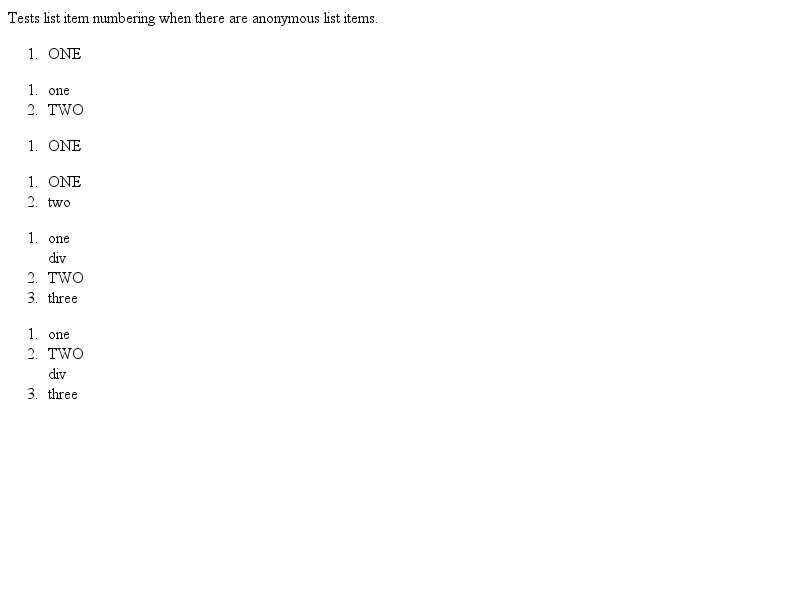 Tests list item numbering when there are anonymous list items.
1. ONE
1. one
2. TWO
1. ONE
1. ONE
2. two
1. one
div
2. TWO
3. three
1. one
2. TWO
div
3. three